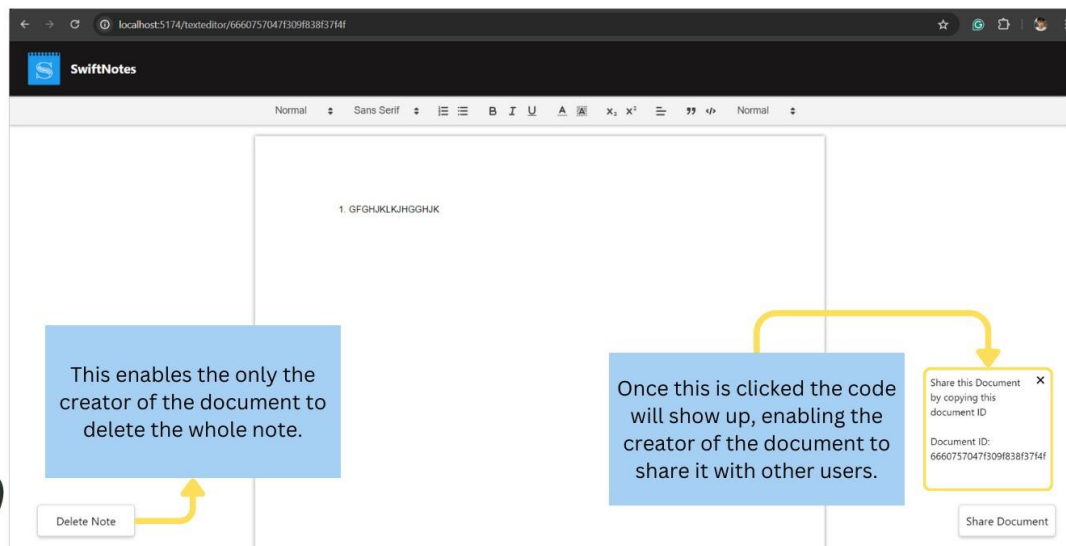 localhost:5174/texteditor/6660757047f309f838f37f4f
SwiftNotes
Normal Sans Serif B I U A A x₂ x² Normal
1. GFGHJKLKJHGGHJK
This enables the only the
creator of the document to
delete the whole note.
Once this is clicked the code
will show up, enabling the
creator of the document to
share it with other users.
Share this Document
by copying this
document ID
Document ID:
6660757047f309f838f37f4f
Delete Note
Share Document